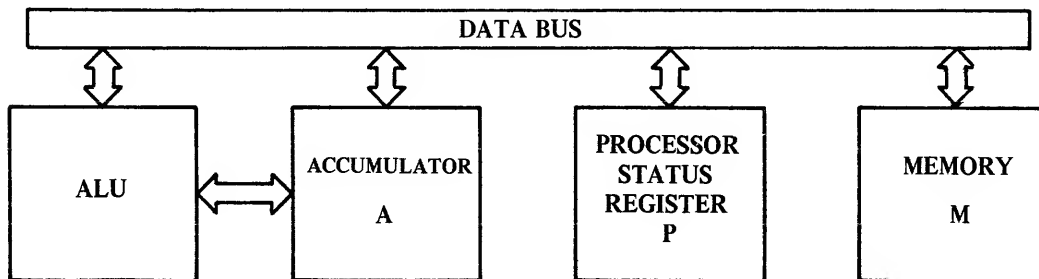 DATA BUS
ALU
ACCUMULATOR
A
PROCESSOR
STATUS
REGISTER
P
MEMORY
M